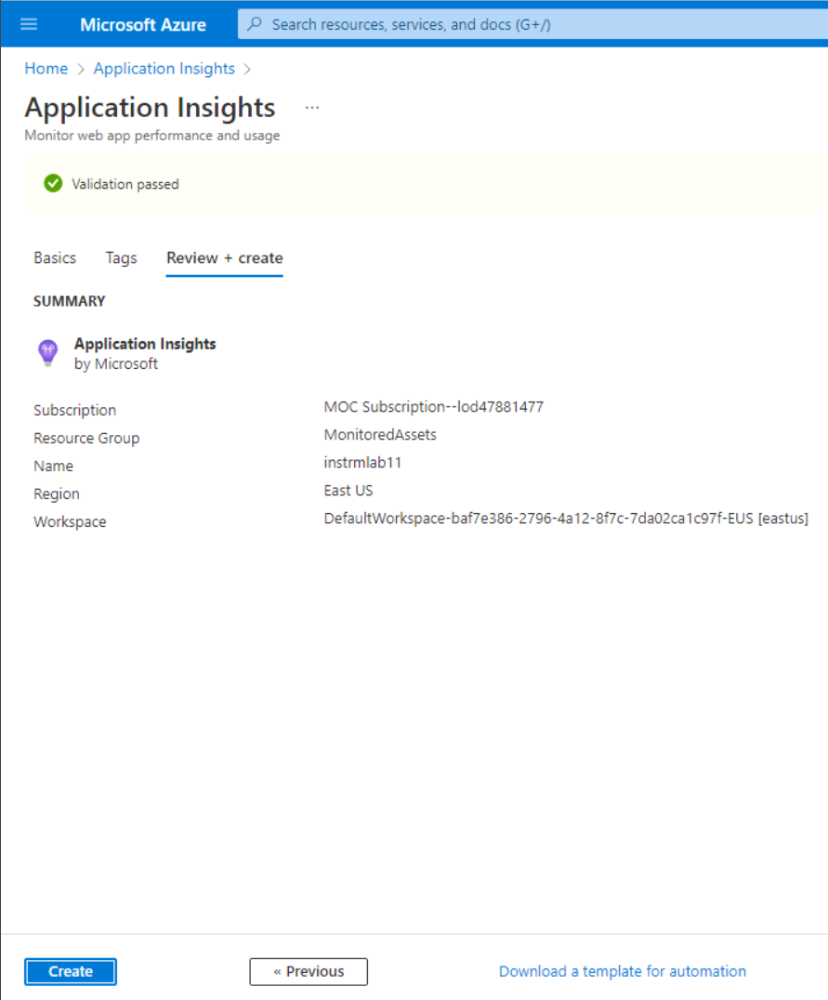 Microsoft Azure
Search resources, services, and docs (G+/)
Home > Application Insights >
Application Insights ...
Monitor web app performance and usage
Validation passed
Basics Tags Review + create
SUMMARY
Application Insights
by Microsoft
Subscription MOC Subscription--lod47881477
Resource Group MonitoredAssets
Name instrmlab11
Region East US
Workspace DefaultWorkspace-baf7e386-2796-4a12-8f7c-7da02ca1c97f-EUS [eastus]
Create « Previous Download a template for automation